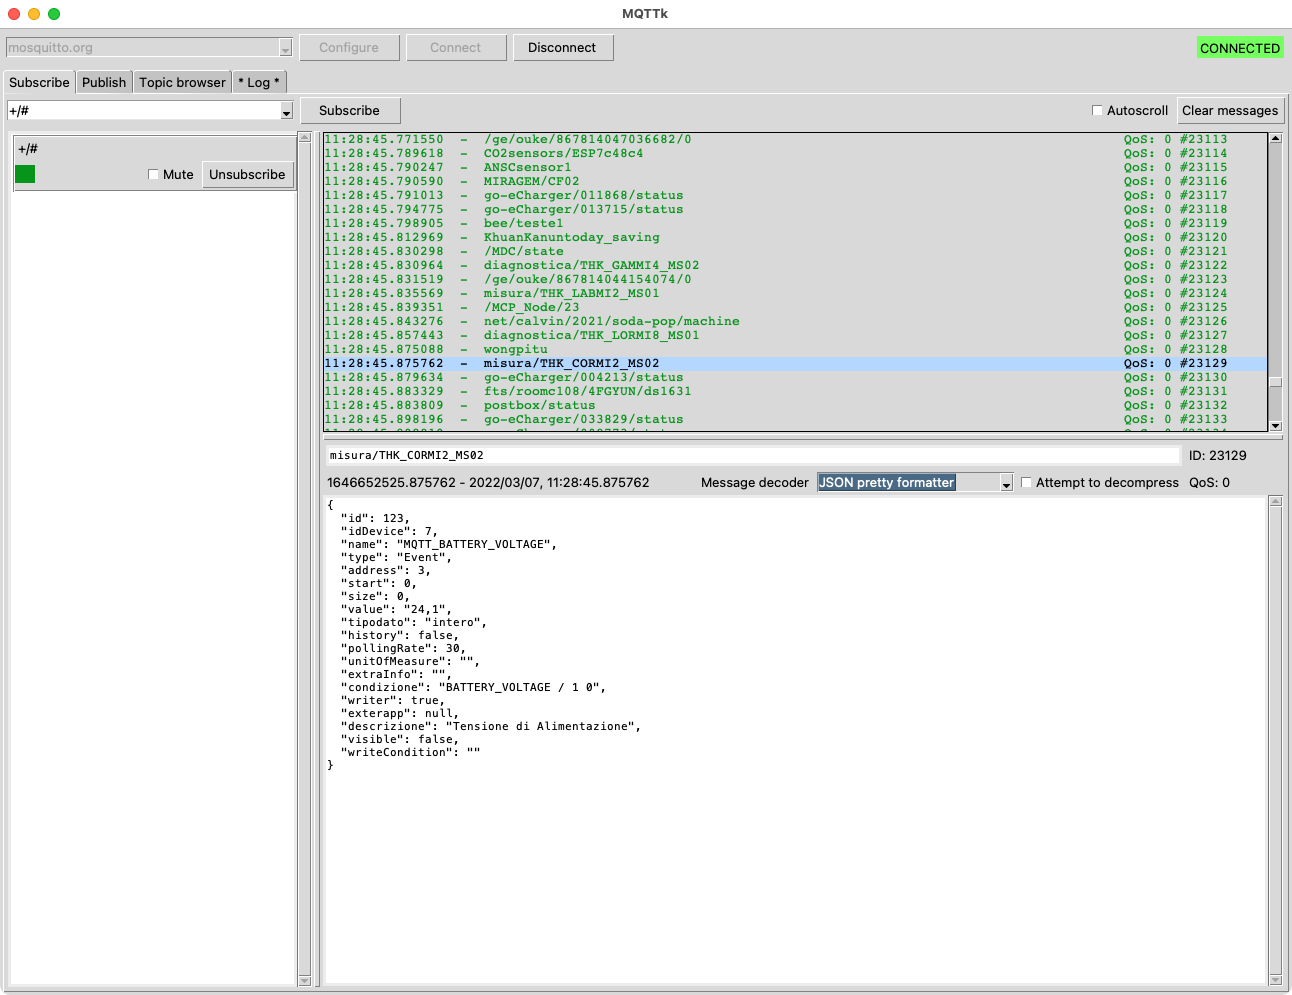 MQTTk
mosquitto.org Configure Connect Disconnect CONNECTED
Subscribe Publish Topic browser * Log *
+/# Subscribe Autoscroll Clear messages
+/#
Mute Unsubscribe
11:28:45.771550 - /ge/ouke/867814047036682/0 QoS: 0 #23113
11:28:45.789618 - CO2sensors/ESP7c48c4 QoS: 0 #23114
11:28:45.790247 - ANSCsensor1 QoS: 0 #23115
11:28:45.790590 - MIRAGEM/CF02 QoS: 0 #23116
11:28:45.791013 - go-eCharger/011868/status QoS: 0 #23117
11:28:45.794775 - go-eCharger/013715/status QoS: 0 #23118
11:28:45.798905 - bee/teste1 QoS: 0 #23119
11:28:45.812969 - KhuanKanuntoday_saving QoS: 0 #23120
11:28:45.830298 - /MDC/state QoS: 0 #23121
11:28:45.830964 - diagnostica/THK_GAMMI4_MS02 QoS: 0 #23122
11:28:45.831519 - /ge/ouke/867814044154074/0 QoS: 0 #23123
11:28:45.835569 - misura/THK_LABMI2_MS01 QoS: 0 #23124
11:28:45.839351 - /MCP_Node/23 QoS: 0 #23125
11:28:45.843276 - net/calvin/2021/soda-pop/machine QoS: 0 #23126
11:28:45.857443 - diagnostica/THK_LORMI8_MS01 QoS: 0 #23127
11:28:45.875088 - wongpitu QoS: 0 #23128
11:28:45.875762 - misura/THK_CORMI2_MS02 QoS: 0 #23129
11:28:45.879634 - go-eCharger/004213/status QoS: 0 #23130
11:28:45.883329 - fts/roomc108/4FGYUN/ds1631 QoS: 0 #23131
11:28:45.883809 - postbox/status QoS: 0 #23132
11:28:45.898196 - go-eCharger/033829/status QoS: 0 #23133
misura/THK_CORMI2_MS02 ID: 23129
1646652525.875762 - 2022/03/07, 11:28:45.875762 Message decoder JSON pretty formatter Attempt to decompress QoS: 0
{
"id": 123,
"idDevice": 7,
"name": "MQTT_BATTERY_VOLTAGE",
"type": "Event",
"address": 3,
"start": 0,
"size": 0,
"value": "24,1",
"tipodato": "intero",
"history": false,
"pollingRate": 30,
"unitOfMeasure": "",
"extraInfo": "",
"condizione": "BATTERY_VOLTAGE / 1 0",
"writer": true,
"exterapp": null,
"descrizione": "Tensione di Alimentazione",
"visible": false,
"writeCondition": ""
}